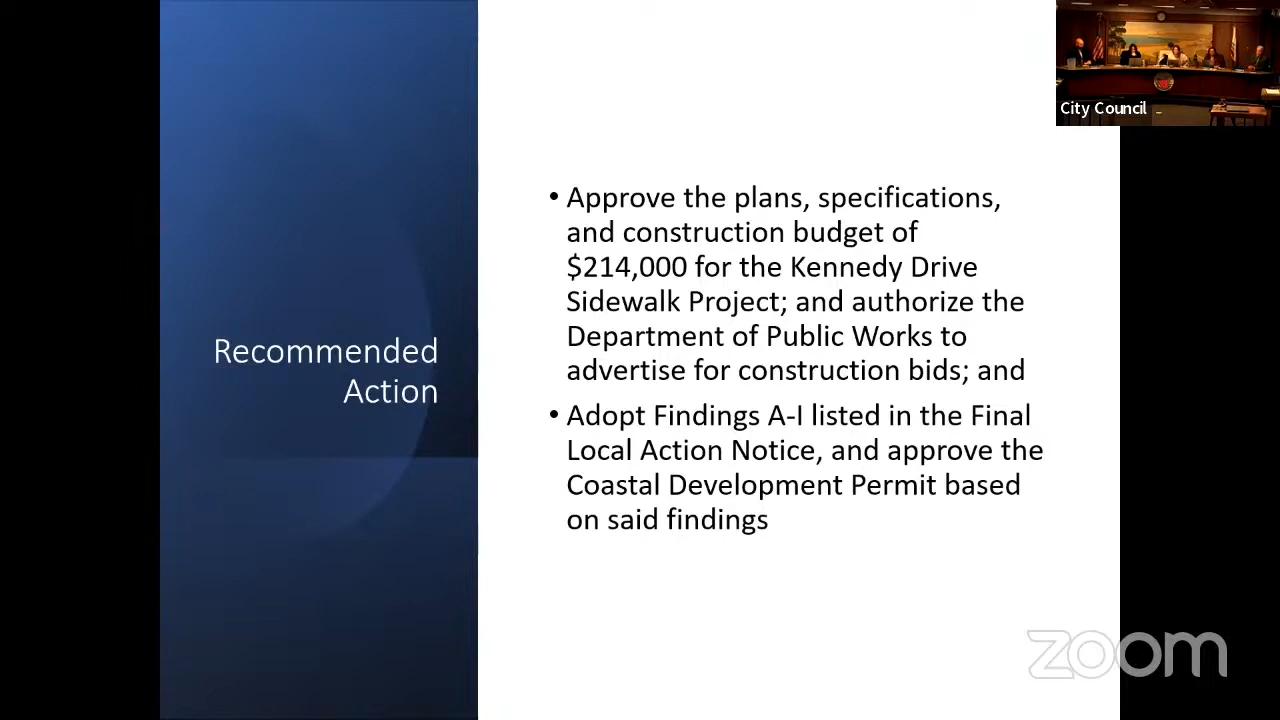 City Council
Recommended
Action
• Approve the plans, specifications,
and construction budget of
$214,000 for the Kennedy Drive
Sidewalk Project; and authorize the
Department of Public Works to
advertise for construction bids; and
• Adopt Findings A-I listed in the Final
Local Action Notice, and approve the
Coastal Development Permit based
on said findings
zoom